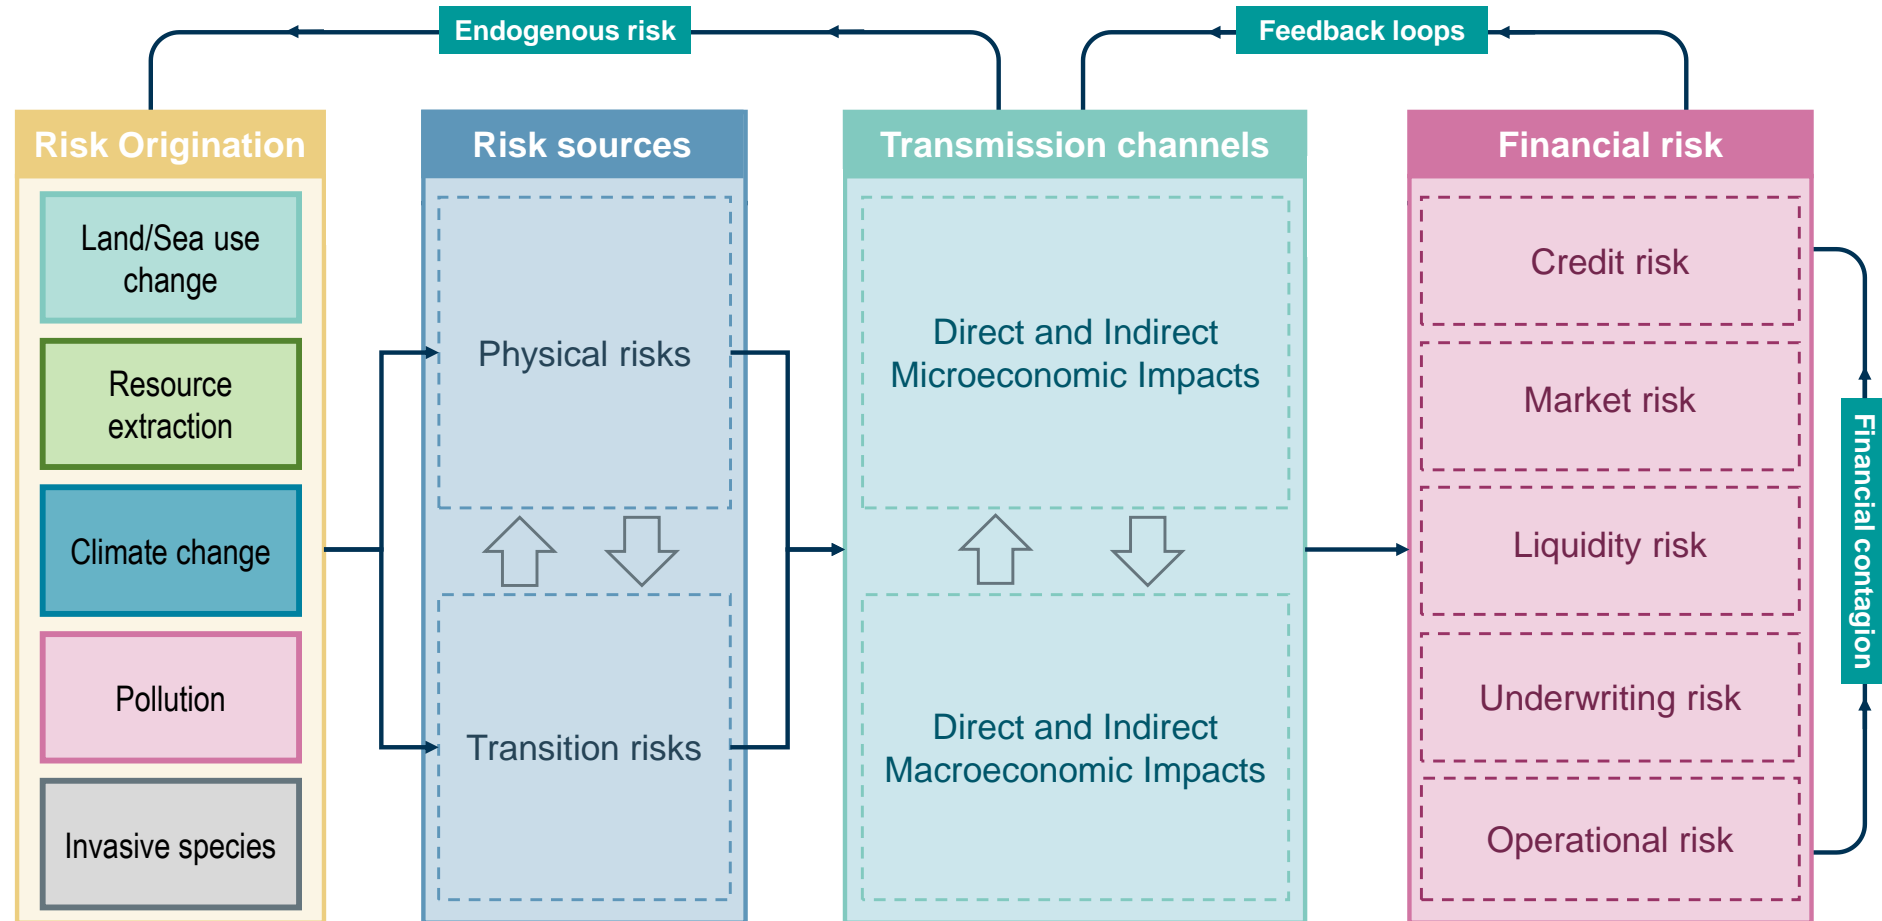 Endogenous risk
Feedback loops
Risk Origination
Land/Sea use
change
Resource
extraction
Climate change
Pollution
Invasive species
Risk sources
Physical risks
Transition risks
Transmission channels
Direct and Indirect
Microeconomic Impacts
Direct and Indirect
Macroeconomic Impacts
Financial risk
Credit risk
Market risk
Liquidity risk
Underwriting risk
Operational risk
Financial contagion